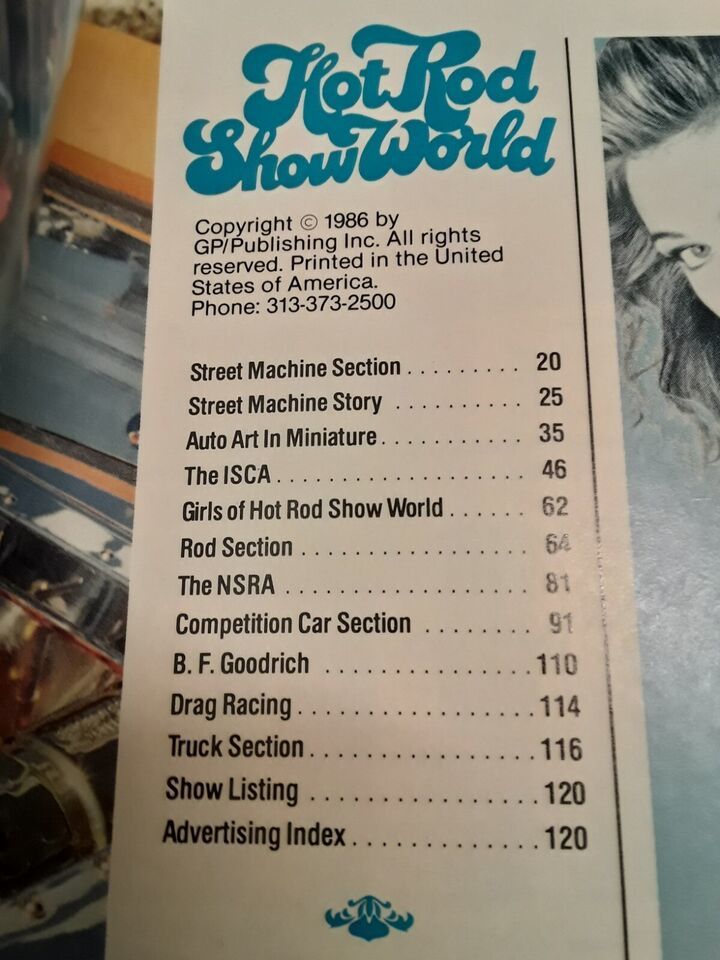 Hot Rod
Show World
Copyright © 1986 by
GP/Publishing Inc. All rights
reserved. Printed in the United
States of America.
Phone: 313-373-2500
Street Machine Section . . . . . . . . . 20
Street Machine Story . . . . . . . . . . 25
Auto Art In Miniature . . . . . . . . . . . 35
The ISCA . . . . . . . . . . . . . . . . . . . . 46
Girls of Hot Rod Show World . . . . . . 62
Rod Section . . . . . . . . . . . . . . . . . . 64
The NSRA . . . . . . . . . . . . . . . . . . . 81
Competition Car Section . . . . . . . . 91
B. F. Goodrich . . . . . . . . . . . . . . . . 110
Drag Racing . . . . . . . . . . . . . . . . . . 114
Truck Section . . . . . . . . . . . . . . . . . 116
Show Listing . . . . . . . . . . . . . . . . . 120
Advertising Index . . . . . . . . . . . . . . 120